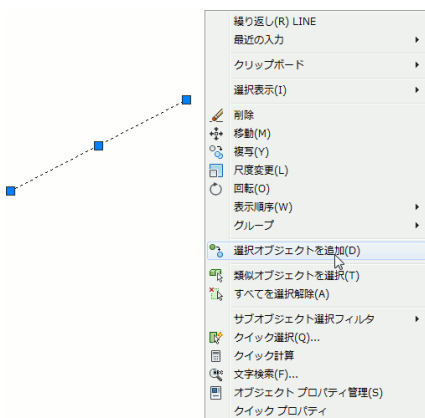 繰り返し(R) LINE
最近の入力
クリップボード
選択表示(I)
削除
移動(M)
複写(Y)
尺度変更(L)
回転(O)
表示順序(W)
グループ
選択オブジェクトを追加(D)
類似オブジェクトを選択(T)
すべてを選択解除(A)
サブオブジェクト選択フィルタ
クイック選択(Q)...
クイック計算
文字検索(F)...
オブジェクト プロパティ管理(S)
クイック プロパティ